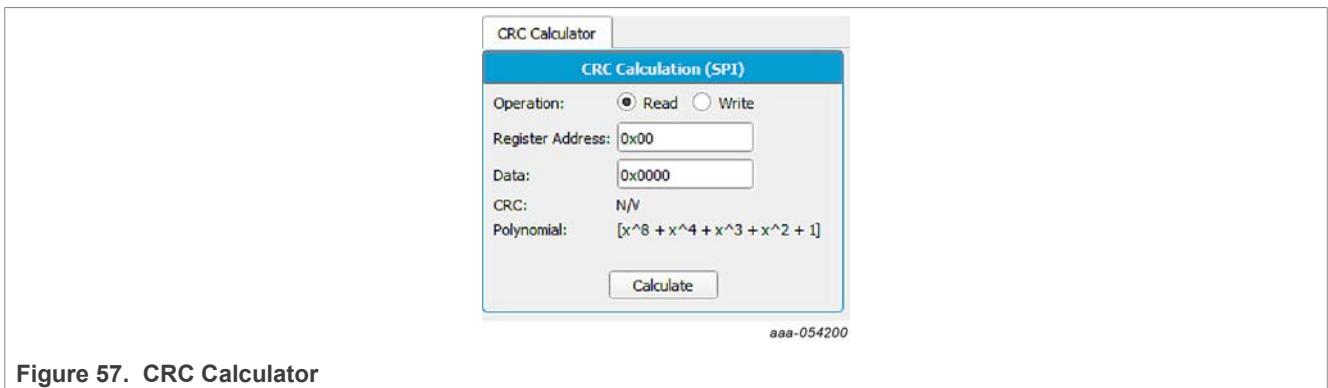 CRC Calculator
CRC Calculation (SPI)
Operation: Read Write
Register Address: 0x00
Data: 0x0000
CRC: N/V
Polynomial: [x^8 + x^4 + x^3 + x^2 + 1]
Calculate
aaa-054200
Figure 57. CRC Calculator